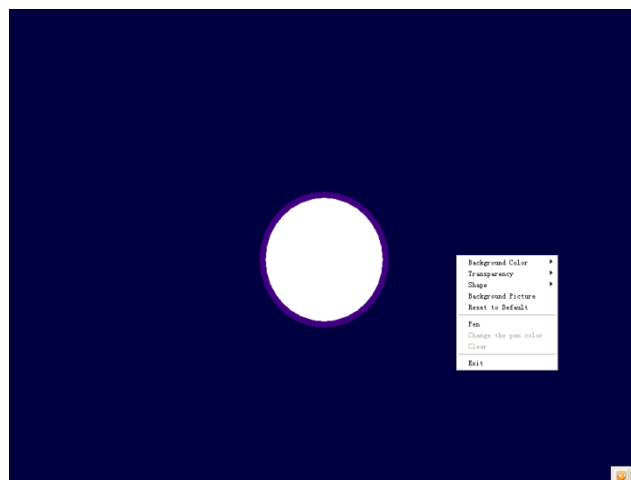 Background Color
Transparency
Shape
Background Picture
Reset to Default
Pen
Change the pen color
Clear
Exit